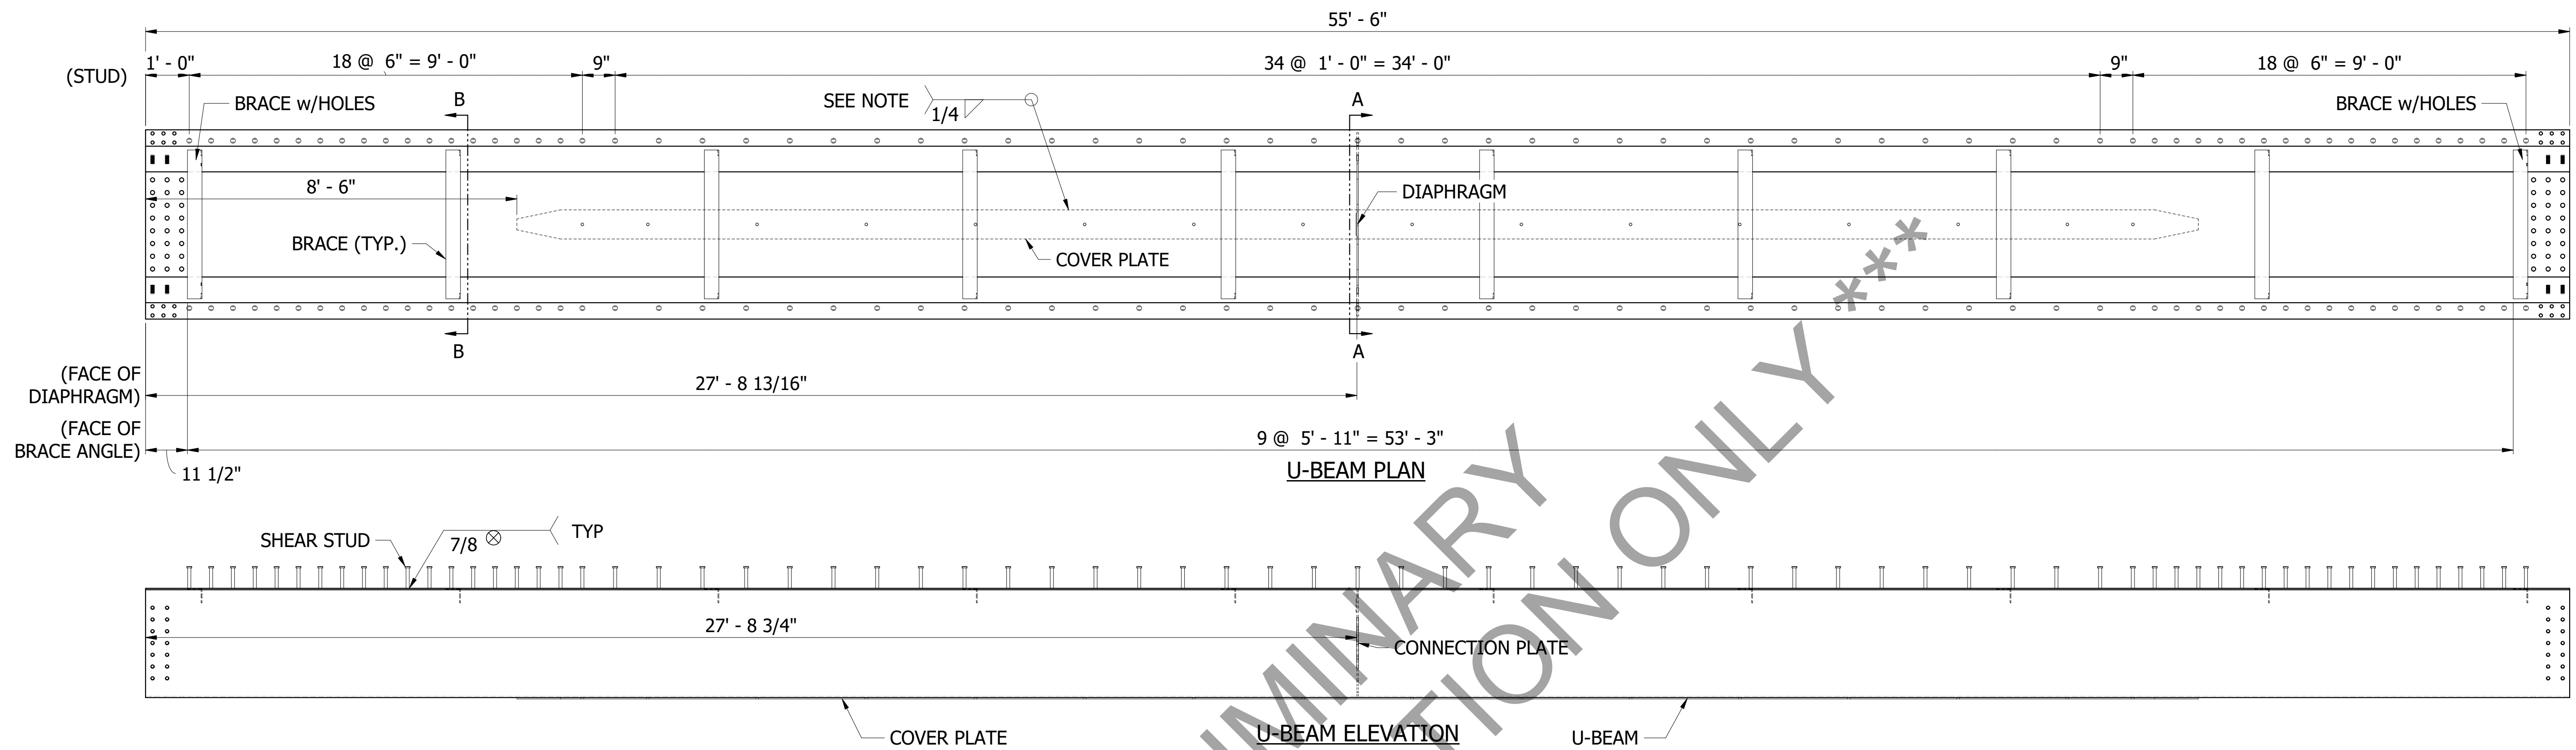 55' - 6"
(STUD)
1' - 0"
18 @ 6" = 9' - 0"
9"
34 @ 1' - 0" = 34' - 0"
9"
18 @ 6" = 9' - 0"
BRACE w/HOLES
B
SEE NOTE
1/4
A
BRACE w/HOLES
8' - 6"
DIAPHRAGM
BRACE (TYP.)
COVER PLATE
B
A
(FACE OF
DIAPHRAGM)
27' - 8 13/16"
(FACE OF
BRACE ANGLE)
9 @ 5' - 11" = 53' - 3"
11 1/2"
U-BEAM PLAN
SHEAR STUD
7/8
TYP
27' - 8 3/4"
CONNECTION PLATE
COVER PLATE
U-BEAM ELEVATION
U-BEAM
MINARY
TION ONLY ***